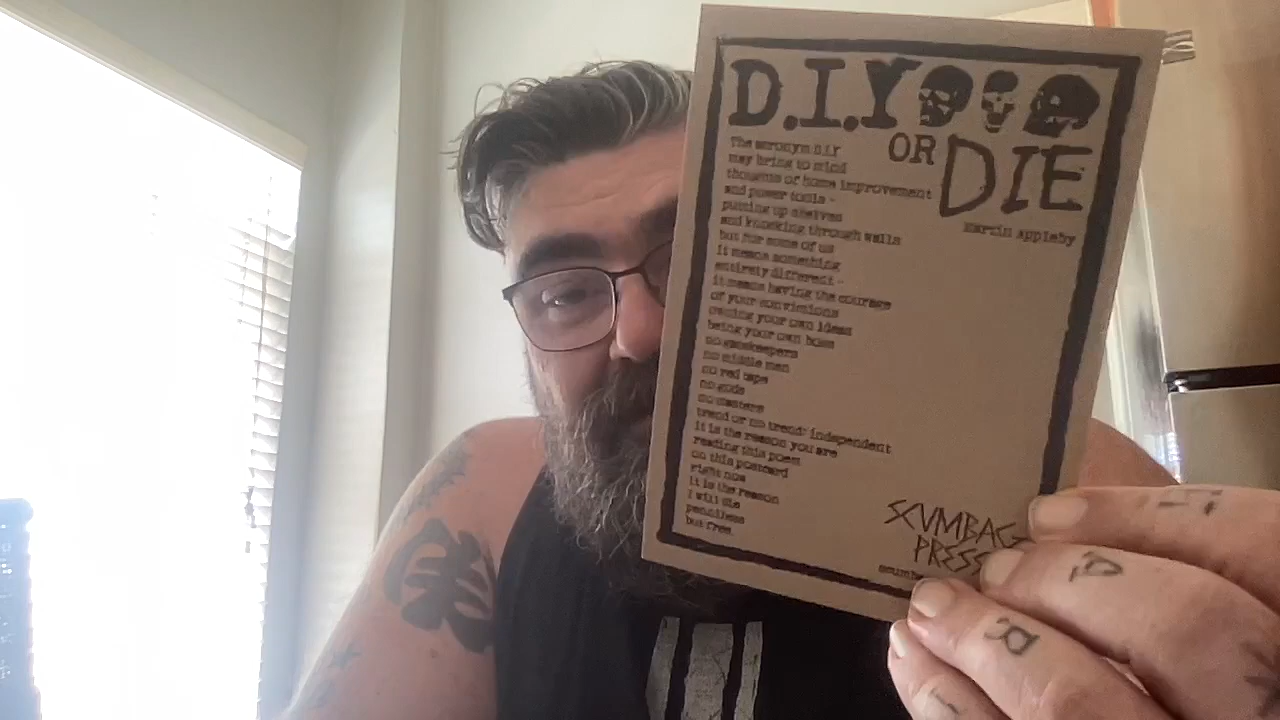 D.I.Y
OR DIE
martin appleby
The acronym D.I.Y
may bring to mind
thoughts of home improvement
and power tools -
putting up shelves
and knocking through walls
but for some of us
it means something
entirely different -
it means having the courage
of your convictions
owning your own ideas
being your own boss
no gatekeepers
no middle men
no red tape
no gods
no masters
trend or no trend: independent
it is the reason you are
reading this poem
on this postcard
right now
it is the reason
I will die
penniless
but free.
SCUMBAG
PRESS
scumb